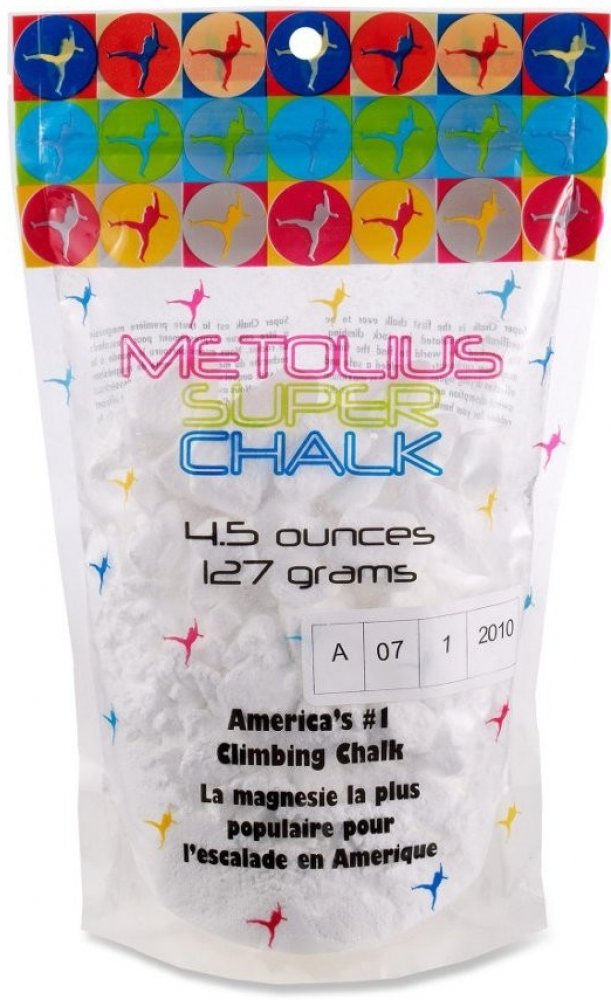 METOLIUS
SUPER
CHALK
4.5 ounces
127 grams
A 07 1 2010
America's #1
Climbing Chalk
La magnesie la plus
populaire pour
l'escalade en Amerique